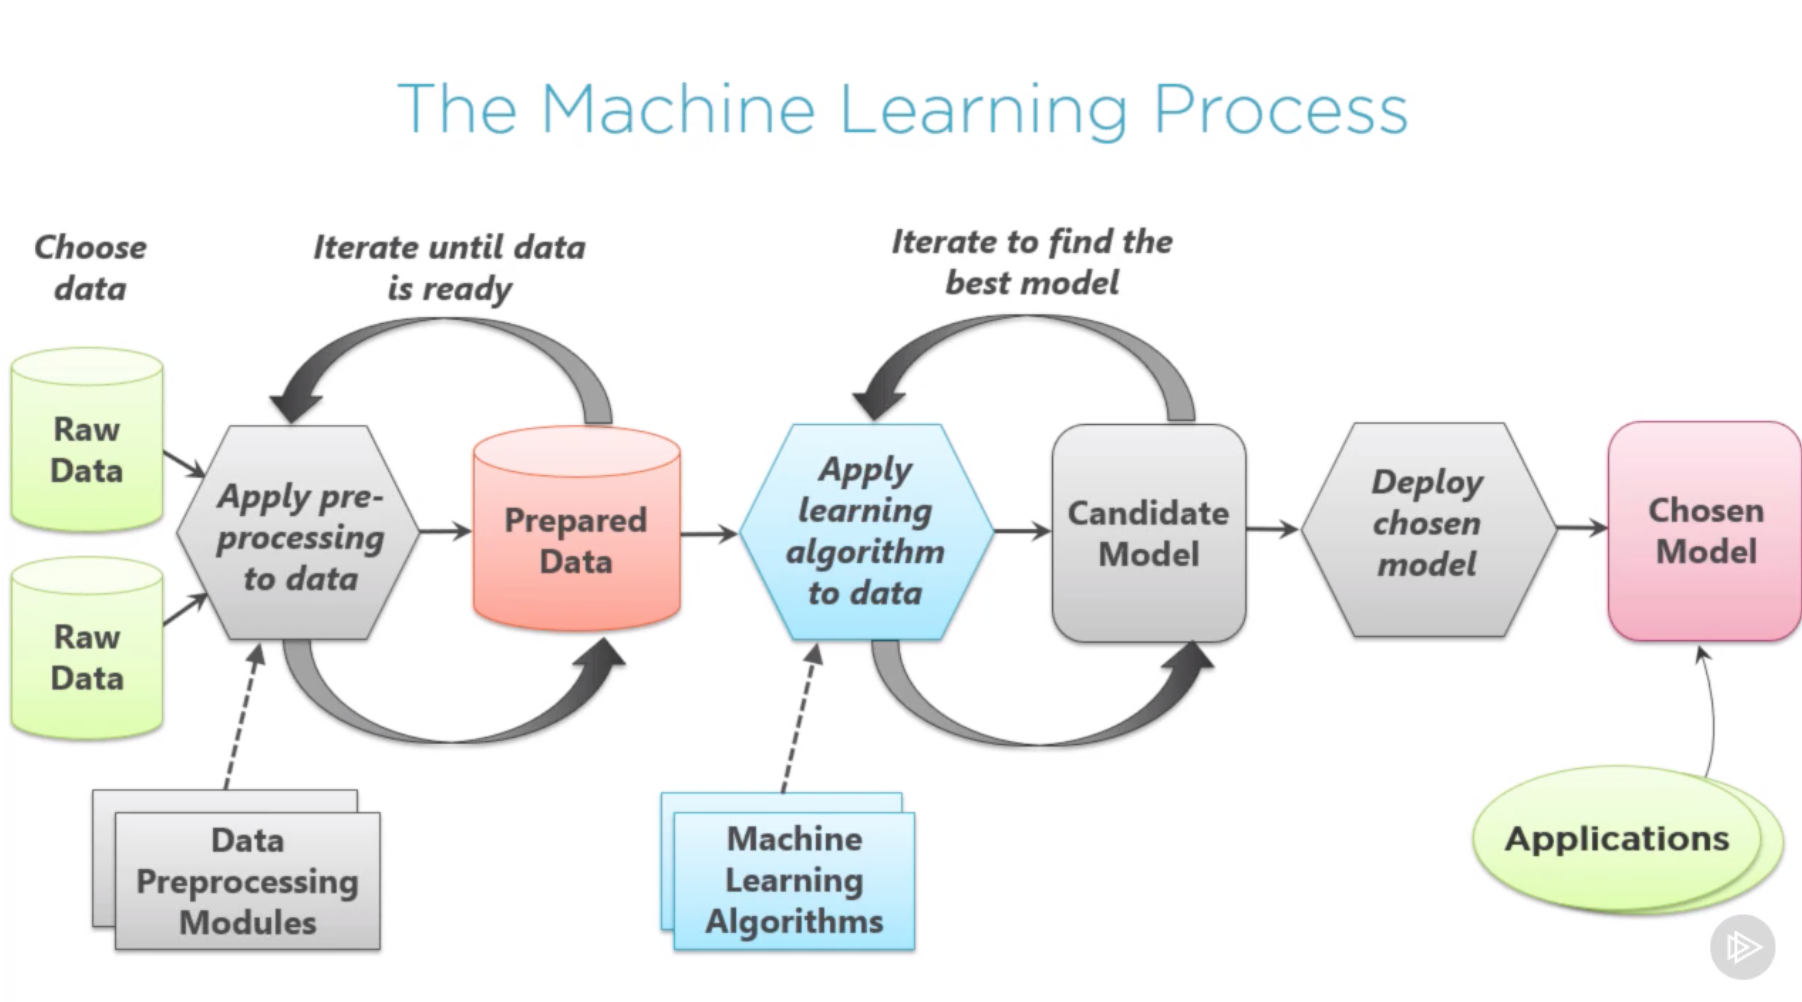 The Machine Learning Process
Choose
data
Iterate until data
is ready
Iterate to find the
best model
Raw
Data
Raw
Data
Apply pre-
processing
to data
Prepared
Data
Apply
learning
algorithm
to data
Candidate
Model
Deploy
chosen
model
Chosen
Model
Data
Preprocessing
Modules
Machine
Learning
Algorithms
Applications